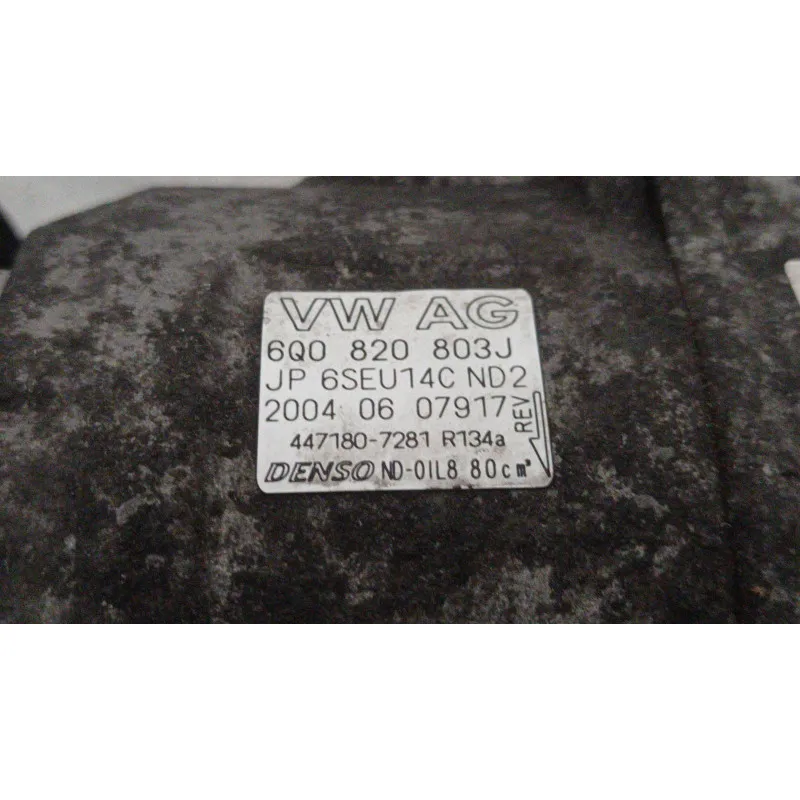 VW AG
6Q0 820 803J
JP 6SEU14C ND2
2004 06 07917
REV
447180-7281 R134a
DENSO ND-OIL8 80cm³